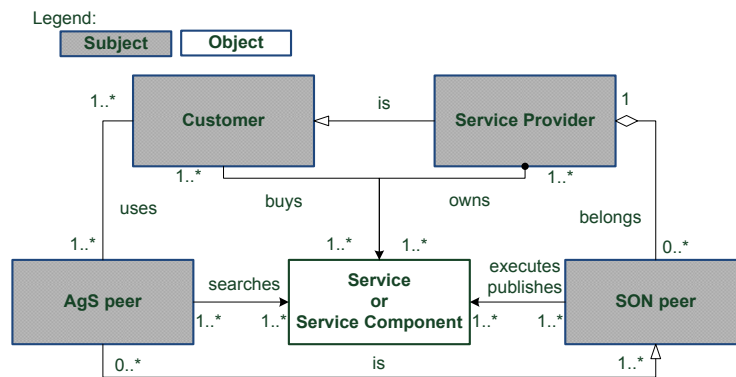 Legend:
Subject
Object
1..*
Customer
is
Service Provider
1
1..*
1..*
uses
buys
owns
belongs
1..*
1..*
1..*
0..*
AgS peer
searches
Service
or
Service Component
executes
publishes
SON peer
1..*
1..*
1..*
1..*
0..*
is
1..*